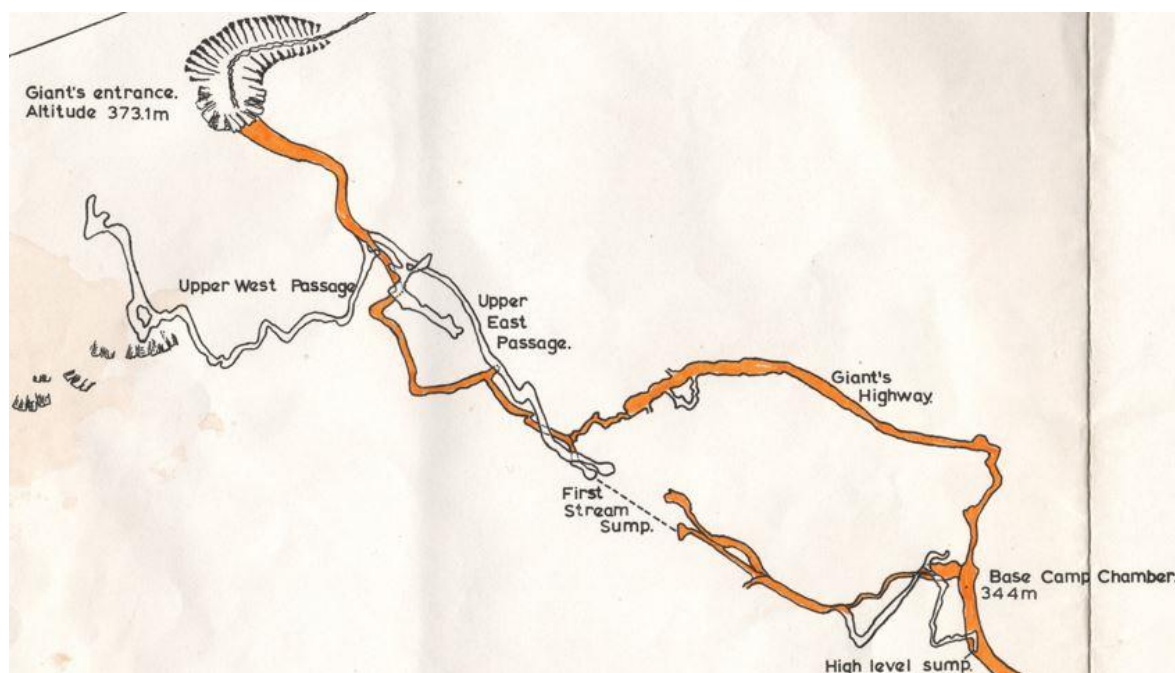 Giant's entrance.
Altitude 373.1m
Upper West Passage
Upper
East
Passage.
Giant's
Highway.
First
Stream
Sump.
Base Camp Chamber.
344m
High level sump.